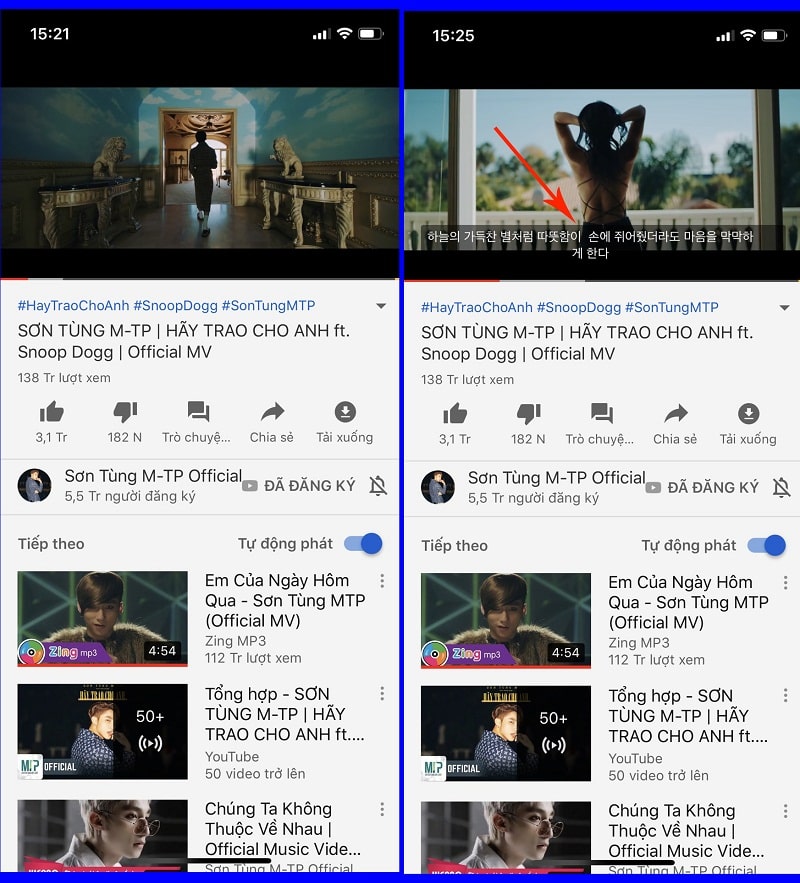 15:21
#HayTraoChoAnh #SnoopDogg #SonTungMTP
SƠN TÙNG M-TP | HÃY TRAO CHO ANH ft.
Snoop Dogg | Official MV
138 Tr lượt xem
3,1 Tr
182 N
Trò chuyệ...
Chia sẻ
Tải xuống
Sơn Tùng M-TP Official
5,5 Tr người đăng ký
ĐÃ ĐĂNG KÝ
Tiếp theo
Tự động phát
Zing mp3
4:54
Em Của Ngày Hôm
Qua - Sơn Tùng MTP
(Official MV)
Zing MP3
112 Tr lượt xem
SON TUNG M
HÃY TRAO CHO ANH
50+
OFFICIAL
Tổng hợp - SƠN
TÙNG M-TP | HÃY
TRAO CHO ANH ft....
YouTube
50 video trở lên
Chúng Ta Không
Thuộc Về Nhau |
Official Music Vide...
Sơn Tùng M-TP Official
15:25
하늘의 가득찬 별처럼 따뜻함이 손에 쥐어줬더라도 마음을 막막하
게 한다
#HayTraoChoAnh #SnoopDogg #SonTungMTP
SƠN TÙNG M-TP | HÃY TRAO CHO ANH ft.
Snoop Dogg | Official MV
138 Tr lượt xem
3,1 Tr
182 N
Trò chuyệ...
Chia sẻ
Tải xuống
Sơn Tùng M-TP Official
5,5 Tr người đăng ký
ĐÃ ĐĂNG KÝ
Tiếp theo
Tự động phát
Zing mp3
4:54
Em Của Ngày Hôm
Qua - Sơn Tùng MTP
(Official MV)
Zing MP3
112 Tr lượt xem
SON TUNG M
HÃY TRAO CHO ANH
50+
OFFICIAL
Tổng hợp - SƠN
TÙNG M-TP | HÃY
TRAO CHO ANH ft....
YouTube
50 video trở lên
Chúng Ta Không
Thuộc Về Nhau |
Official Music Vide...
Sơn Tùng M-TP Official